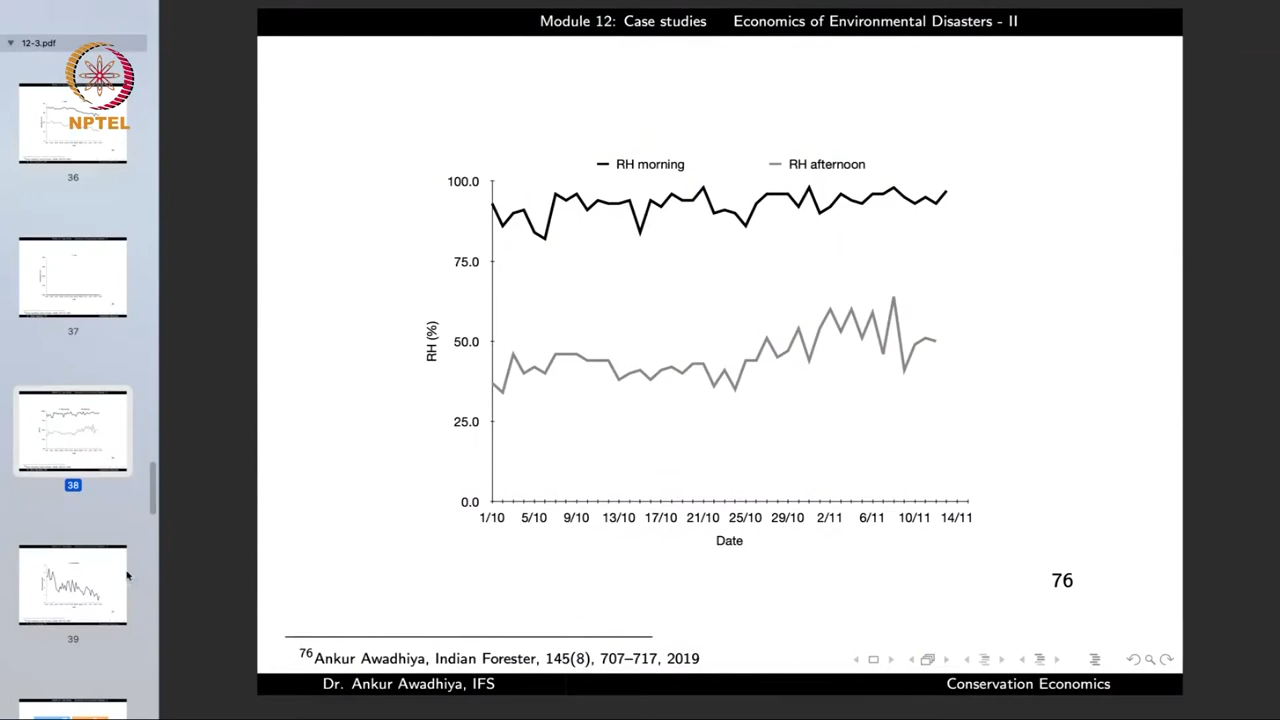 Module 12: Case studies Economics of Environmental Disasters - II
12-3.pdf
NPTEL
36
37
38
39
RH morning RH afternoon
100.0
75.0
50.0
25.0
0.0
RH (%)
1/10 5/10 9/10 13/10 17/10 21/10 25/10 29/10 2/11 6/11 10/11 14/11
Date
76
76Ankur Awadhiya, Indian Forester, 145(8), 707–717, 2019
Dr. Ankur Awadhiya, IFS Conservation Economics